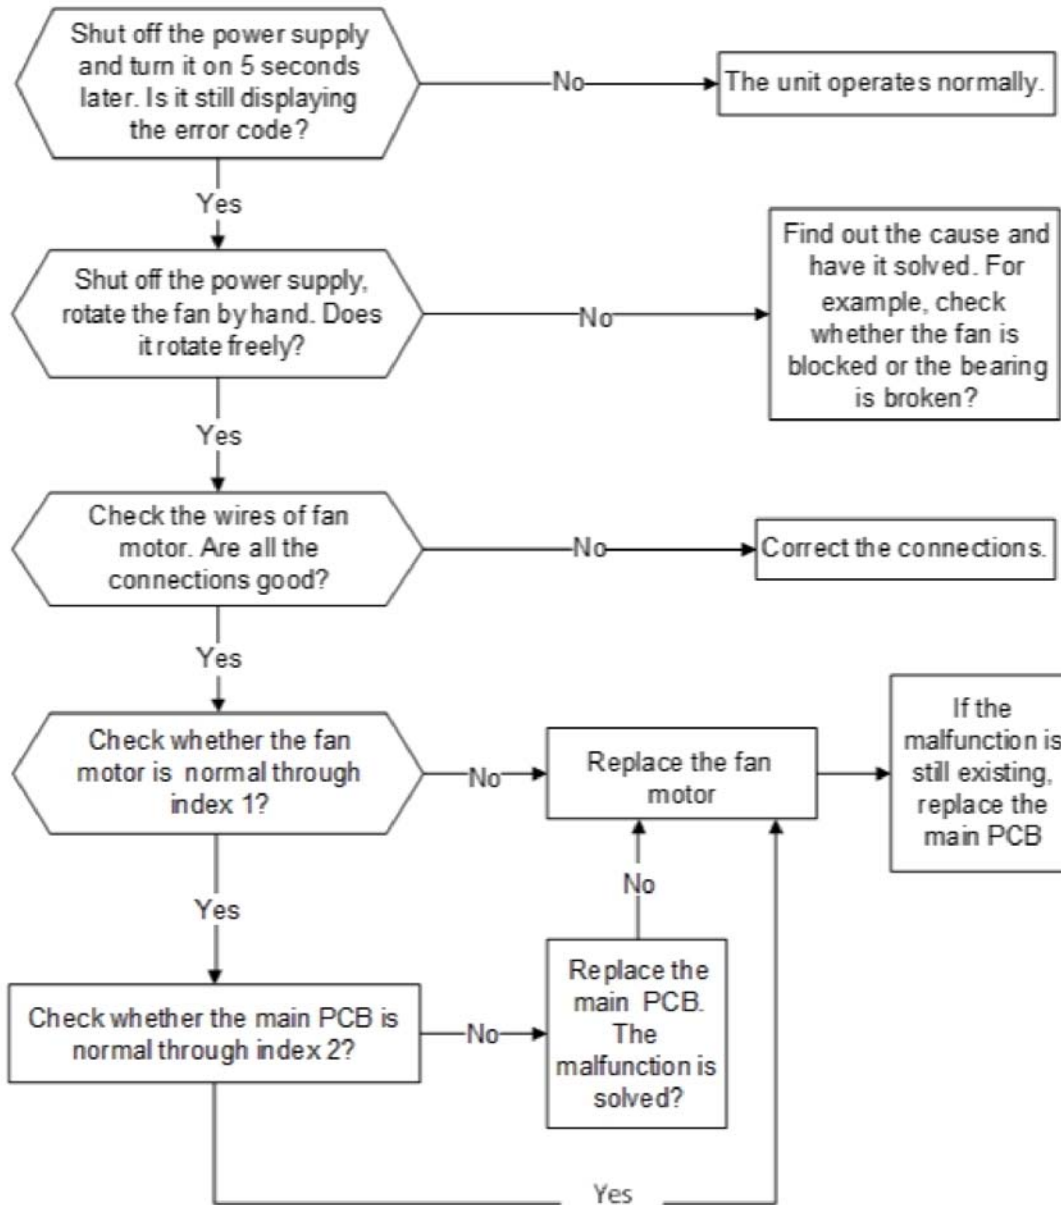 Shut off the power supply
and turn it on 5 seconds
later. Is it still displaying
the error code?
No
The unit operates normally.
Yes
Shut off the power supply,
rotate the fan by hand. Does
it rotate freely?
No
Find out the cause and
have it solved. For
example, check
whether the fan is
blocked or the bearing
is broken?
Yes
Check the wires of fan
motor. Are all the
connections good?
No
Correct the connections.
Yes
Check whether the fan
motor is normal through
index 1?
No
Replace the fan
motor
If the
malfunction is
still existing,
replace the
main PCB
Yes
No
Check whether the main PCB is
normal through index 2?
No
Replace the
main PCB.
The
malfunction is
solved?
Yes